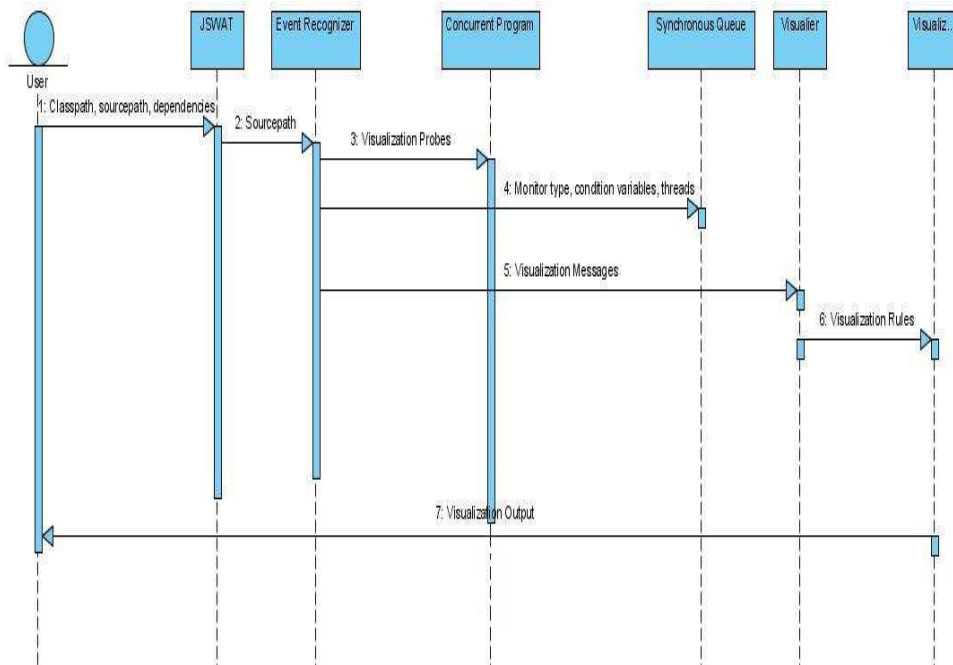 JSWAT
Event Recognizer
Concurrent Program
Synchronous Queue
Visualier
Visualiz...
User
1: Classpath, sourcepath, dependencies
2: Sourcepath
3: Visualization Probes
4: Monitor type, condition variables, threads
5: Visualization Messages
6: Visualization Rules
7: Visualization Output